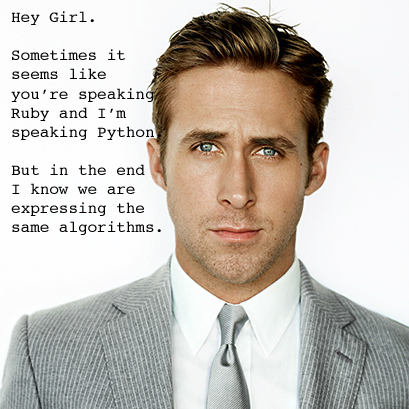 Hey Girl.
Sometimes it
seems like
you're speaking
Ruby and I'm
speaking Python.
But in the end
I know we are
expressing the
same algorithms.